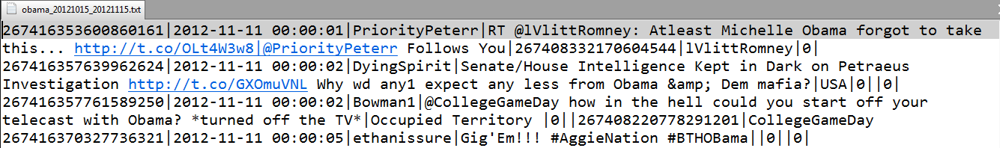 obama_20121015_20121115.txt
267416353600860161|2012-11-11 00:00:01|PriorityPeterr|RT @lVlittRomney: Atleast Michelle Obama forgot to take
this... http://t.co/OLt4W3w8|@PriorityPeterr Follows You|267408332170604544|lVlittRomney|0|
267416357639962624|2012-11-11 00:00:02|DyingSpirit|Senate/House Intelligence Kept in Dark on Petraeus
Investigation http://t.co/GXOmuVNL Why wd any1 expect any less from Obama &amp; Dem mafia?|USA|0||0|
267416357761589250|2012-11-11 00:00:02|Bowman1|@CollegeGameDay how in the hell could you start off your
telecast with Obama? *turned off the TV*|Occupied Territory |0||267408220778291201|CollegeGameDay
267416370327736321|2012-11-11 00:00:05|ethanissure|Gig'Em!!! #AggieNation #BTHOBama||0||0|